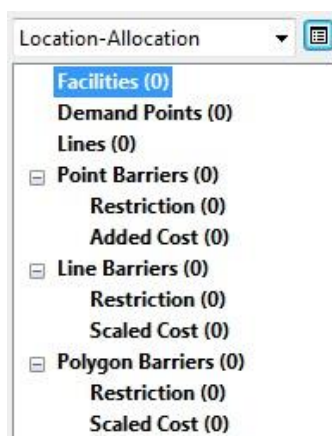 Location-Allocation
Facilities (0)
Demand Points (0)
Lines (0)
Point Barriers (0)
Restriction (0)
Added Cost (0)
Line Barriers (0)
Restriction (0)
Scaled Cost (0)
Polygon Barriers (0)
Restriction (0)
Scaled Cost (0)